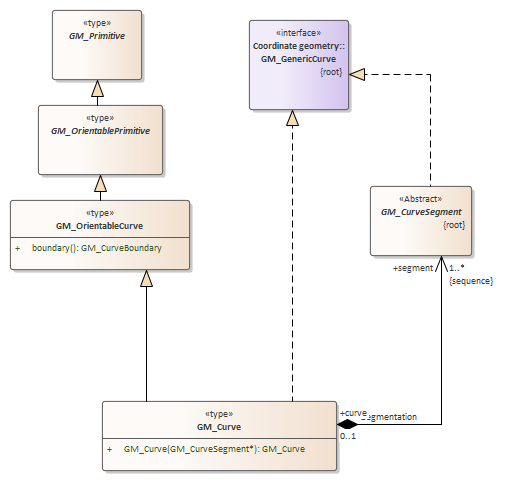 «type»
GM_Primitive
«interface»
Coordinate geometry::
GM_GenericCurve
{root}
«type»
GM_OrientablePrimitive
«Abstract»
GM_CurveSegment
{root}
«type»
GM_OrientableCurve
+ boundary(): GM_CurveBoundary
+segment
1..*
{sequence}
«type»
GM_Curve
+ GM_Curve(GM_CurveSegment*): GM_Curve
+curve
0..1